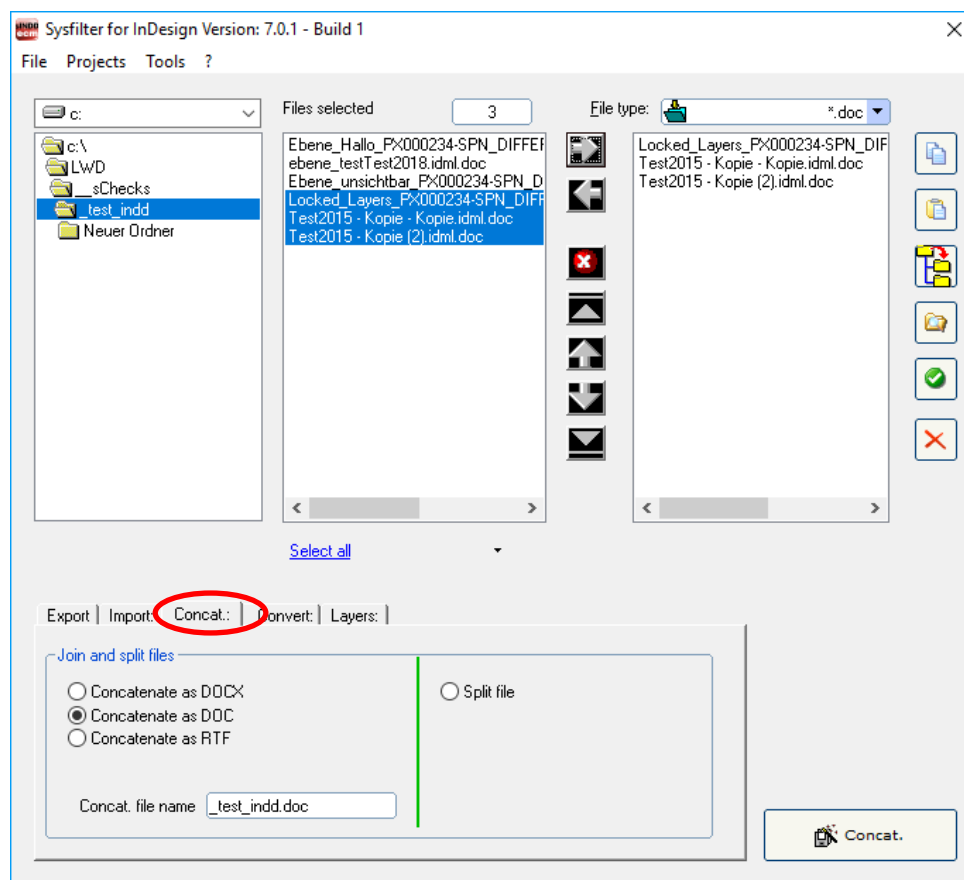 Sysfilter for InDesign Version: 7.0.1 - Build 1
File Projects Tools ?
c:
Files selected 3 File type: *.doc
c:\
LWD
__sChecks
_test_indd
Neuer Ordner
Ebene_Hallo_PX000234-SPN_DIFFEF
ebene_testTest2018.idml.doc
Ebene_unsichtbar_PX000234-SPN_D
Locked_Layers_PX000234-SPN_DIFF
Test2015 - Kopie - Kopie.idml.doc
Test2015 - Kopie (2).idml.doc
Locked_Layers_PX000234-SPN_DIF
Test2015 - Kopie - Kopie.idml.doc
Test2015 - Kopie (2).idml.doc
Select all
Export Import: Concat.: Convert: Layers:
Join and split files
Concatenate as DOCX
Concatenate as DOC
Concatenate as RTF
Split file
Concat. file name _test_indd.doc
Concat.